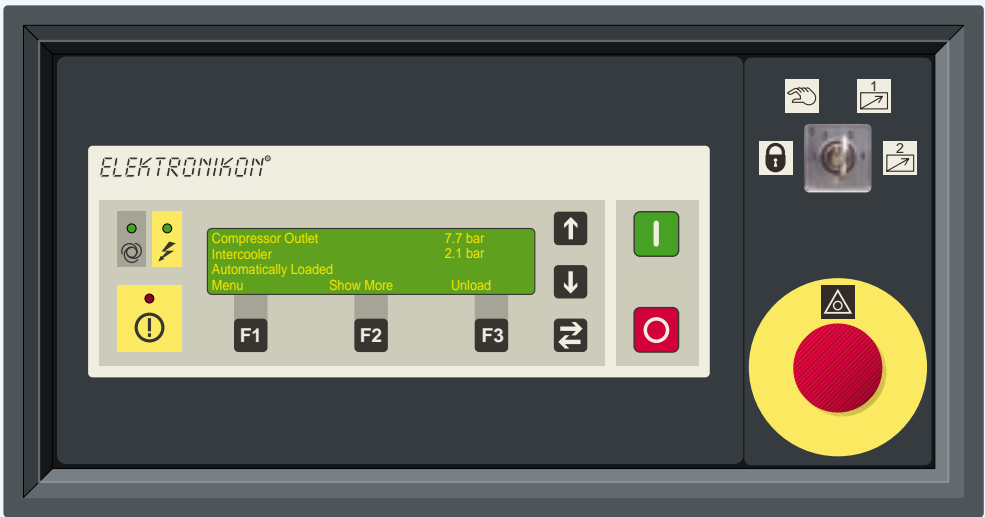 1
2
ELEKTRONIKON®
Compressor Outlet 7.7 bar
Intercooler 2.1 bar
Automatically Loaded
Menu Show More Unload
F1 F2 F3